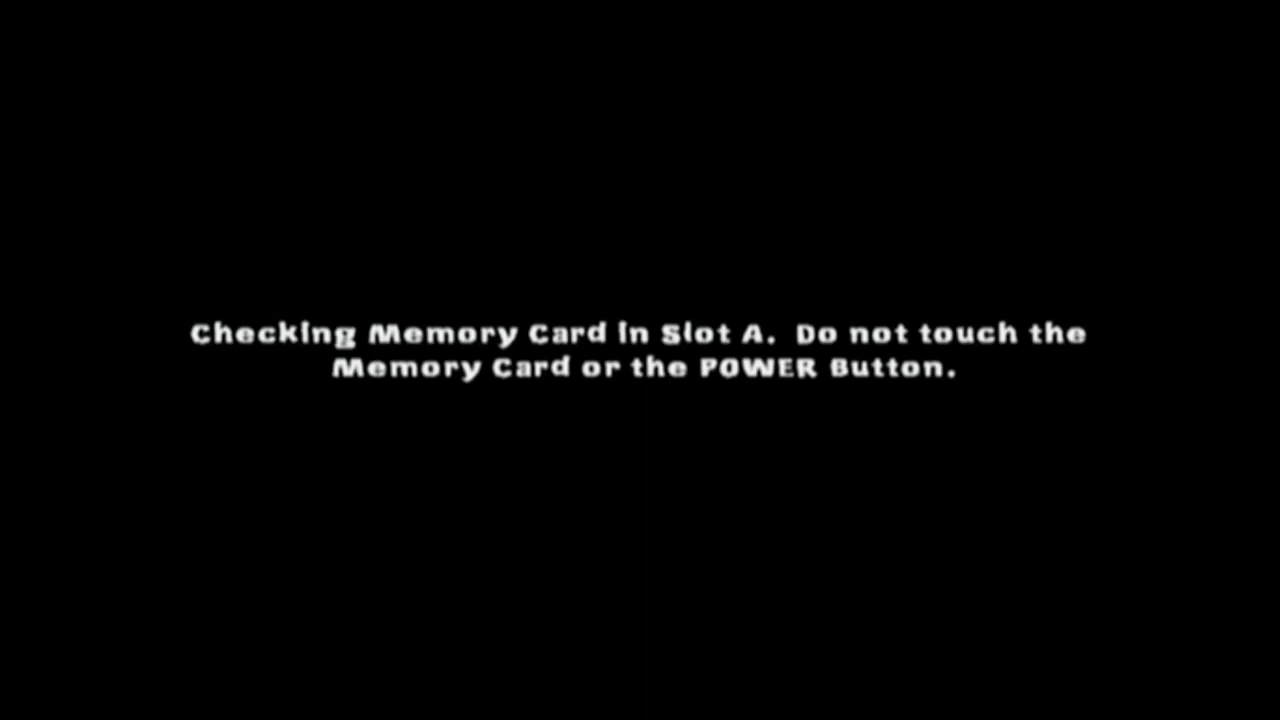 Checking Memory Card in Slot A.  Do not touch the
Memory Card or the POWER Button.